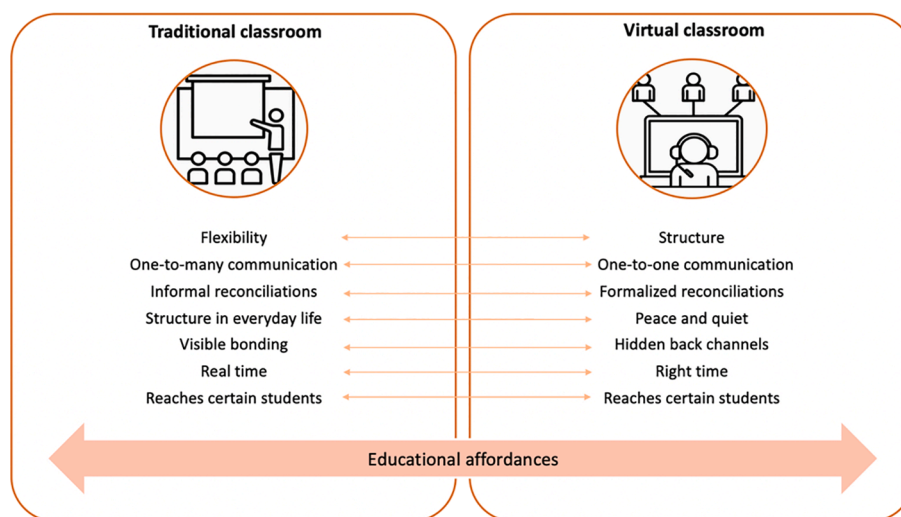 Traditional classroom
Virtual classroom
Flexibility
Structure
One-to-many communication
One-to-one communication
Informal reconciliations
Formalized reconciliations
Structure in everyday life
Peace and quiet
Visible bonding
Hidden back channels
Real time
Right time
Reaches certain students
Reaches certain students
Educational affordances